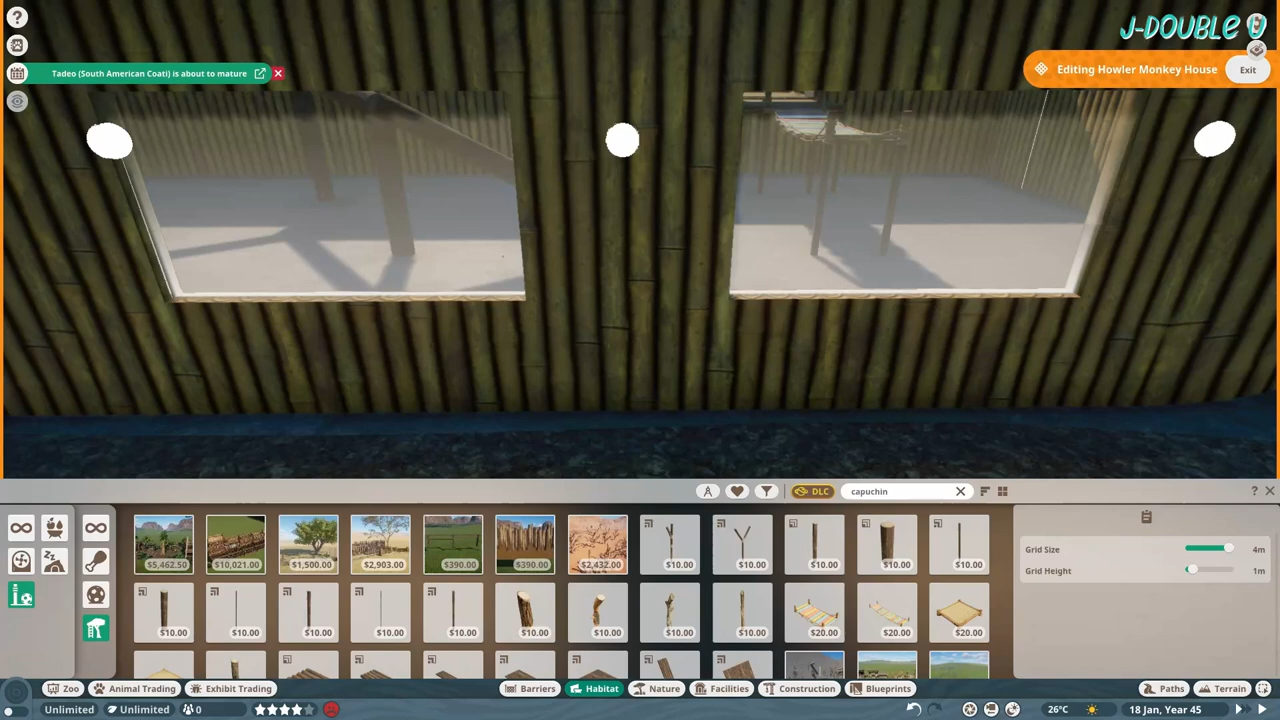 J-DOUBLE U
?
Tadeo (South American Coati) is about to mature
Editing Howler Monkey House
Exit
DLC
capuchin
?
$5,462.50
$10,021.00
$1,500.00
$2,903.00
$390.00
$390.00
$2,432.00
$10.00
$10.00
$10.00
$10.00
$10.00
$10.00
$10.00
$10.00
$10.00
$10.00
$10.00
$10.00
$10.00
$10.00
$20.00
$20.00
$20.00
Grid Size
4m
Grid Height
1m
Zoo
Animal Trading
Exhibit Trading
Barriers
Habitat
Nature
Facilities
Construction
Blueprints
Paths
Terrain
Unlimited
Unlimited
0
26°C
18 Jan, Year 45